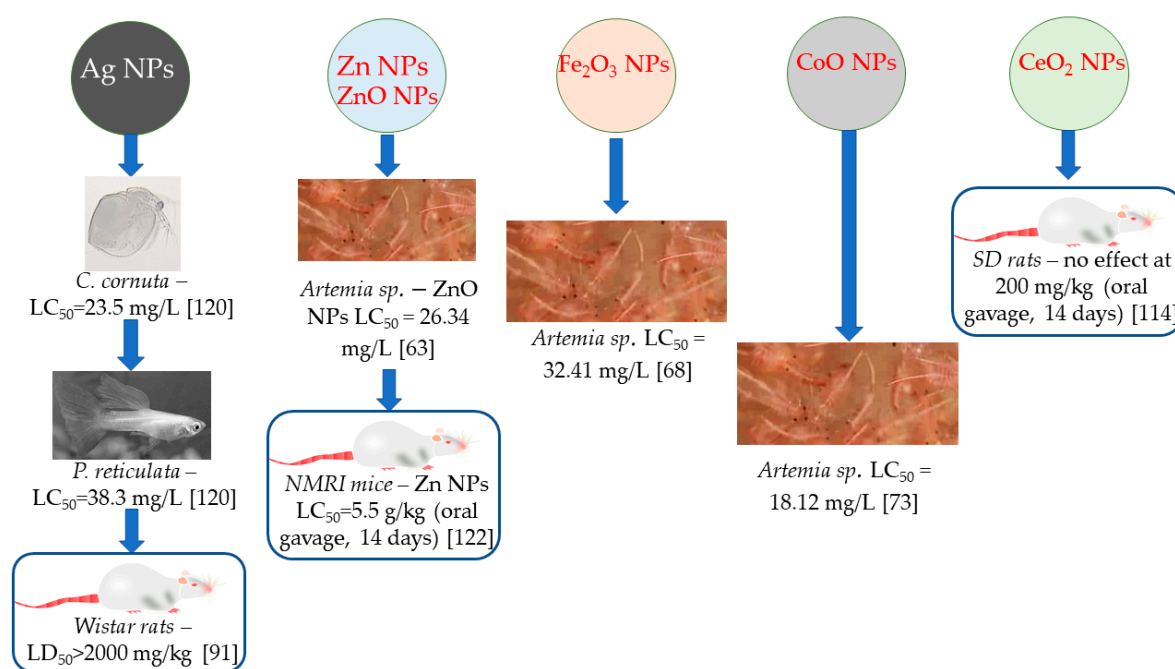 Ag NPs
C. cornuta –
LC₅₀=23.5 mg/L [120]
P. reticulata –
LC₅₀=38.3 mg/L [120]
Wistar rats –
LD₅₀>2000 mg/kg [91]
Zn NPs
ZnO NPs
Artemia sp. – ZnO
NPs LC₅₀ = 26.34
mg/L [63]
NMRI mice – Zn NPs
LC₅₀=5.5 g/kg (oral
gavage, 14 days) [122]
Fe₂O₃ NPs
Artemia sp. LC₅₀ =
32.41 mg/L [68]
CoO NPs
Artemia sp. LC₅₀ =
18.12 mg/L [73]
CeO₂ NPs
SD rats – no effect at
200 mg/kg (oral
gavage, 14 days) [114]